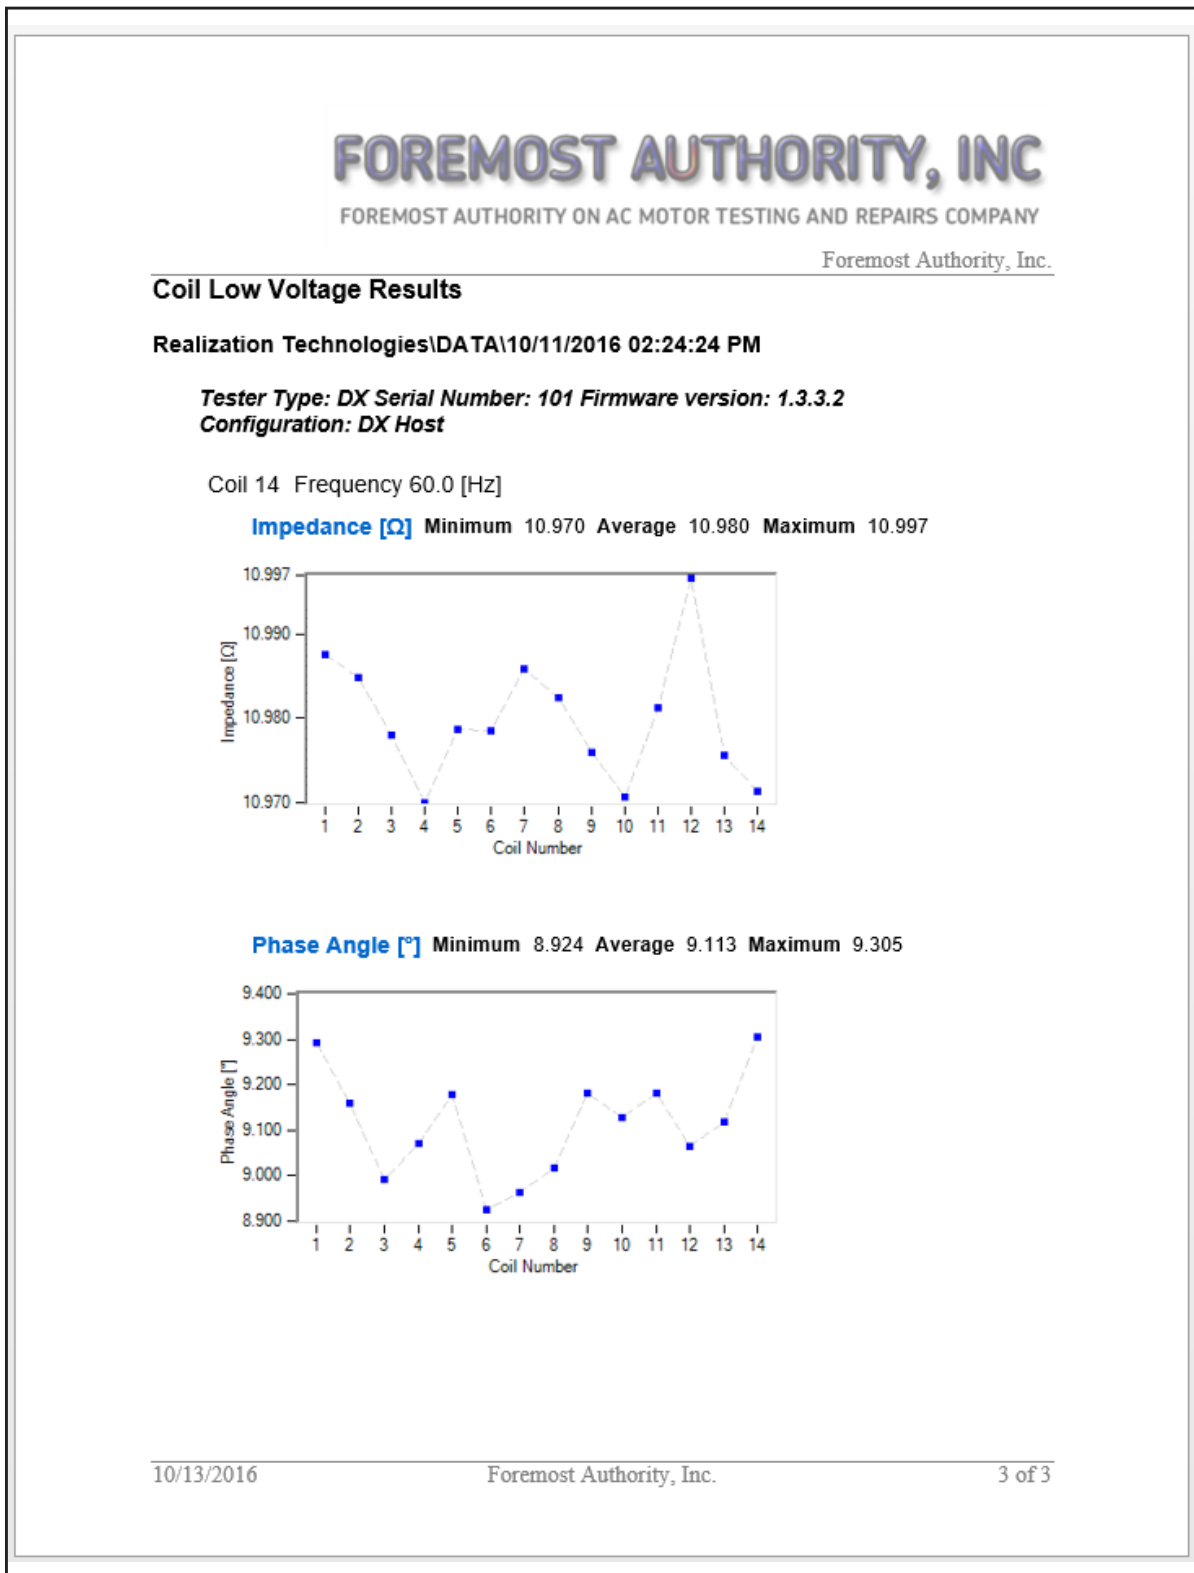 FOREMOST AUTHORITY, INC
FOREMOST AUTHORITY ON AC MOTOR TESTING AND REPAIRS COMPANY
Foremost Authority, Inc.
Coil Low Voltage Results
Realization Technologies\DATA\10/11/2016 02:24:24 PM
Tester Type: DX Serial Number: 101 Firmware version: 1.3.3.2
Configuration: DX Host
Coil 14 Frequency 60.0 [Hz]
Impedance [Ω] Minimum 10.970 Average 10.980 Maximum 10.997
10.997
10.990
10.980
10.970
Impedance [Ω]
1 2 3 4 5 6 7 8 9 10 11 12 13 14
Coil Number
Phase Angle [°] Minimum 8.924 Average 9.113 Maximum 9.305
9.400
9.300
9.200
9.100
9.000
8.900
Phase Angle [°]
1 2 3 4 5 6 7 8 9 10 11 12 13 14
Coil Number
10/13/2016 Foremost Authority, Inc. 3 of 3